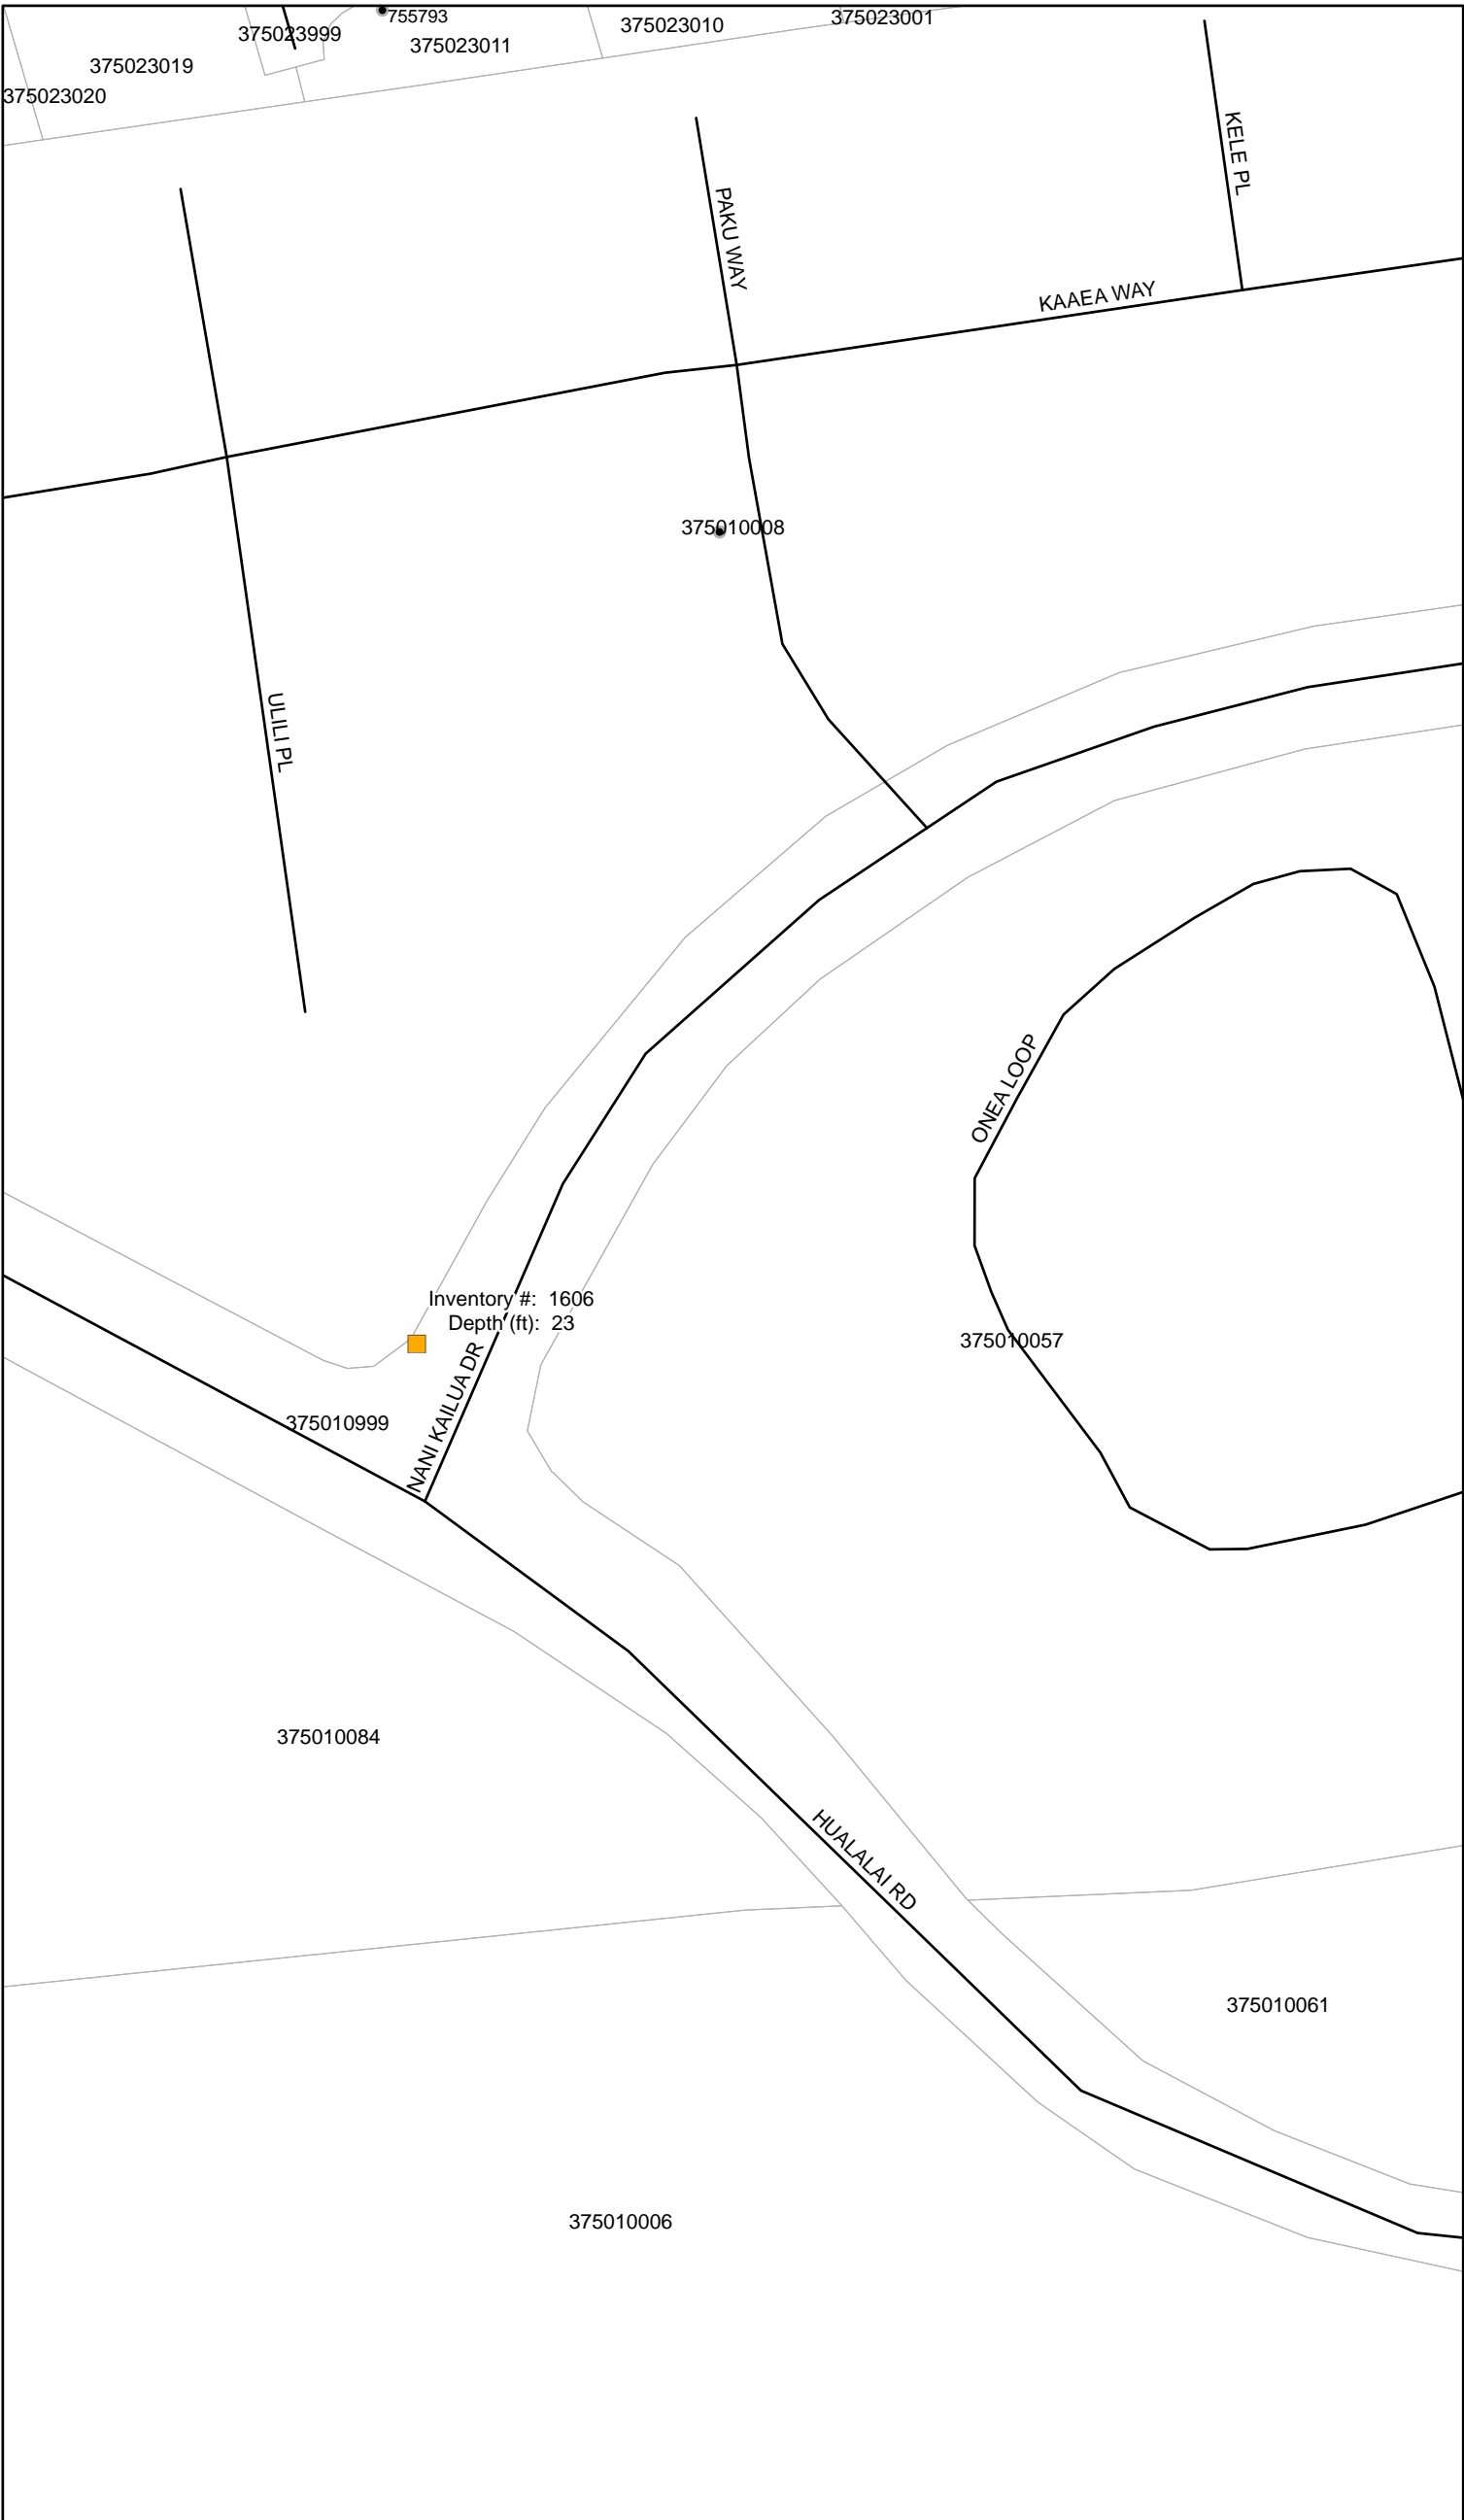 755793
375023001
375023010
375023999
375023011
375023019
375023020
KELE PL
PAKU WAY
KAAEA WAY
375010008
ULILI PL
ONEA LOOP
Inventory #: 1606
Depth (ft): 23
375010057
NANI KAILUA DR
375010999
375010084
HUALALAI RD
375010061
375010006